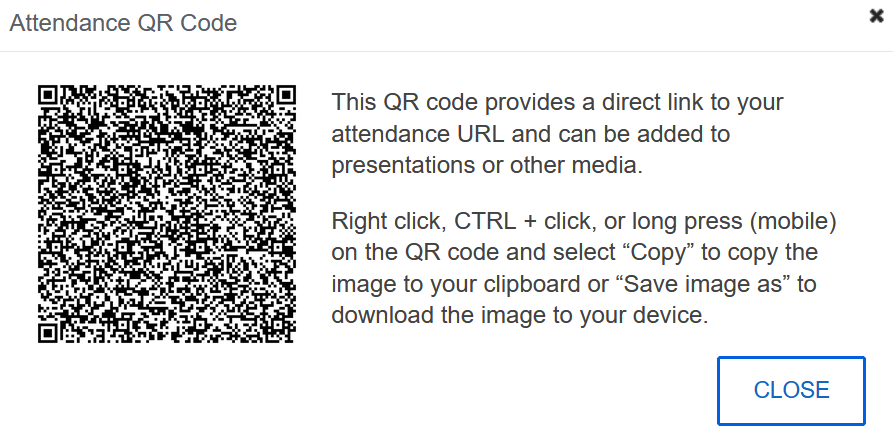 Attendance QR Code
This QR code provides a direct link to your
attendance URL and can be added to
presentations or other media.
Right click, CTRL + click, or long press (mobile)
on the QR code and select “Copy” to copy the
image to your clipboard or “Save image as” to
download the image to your device.
CLOSE